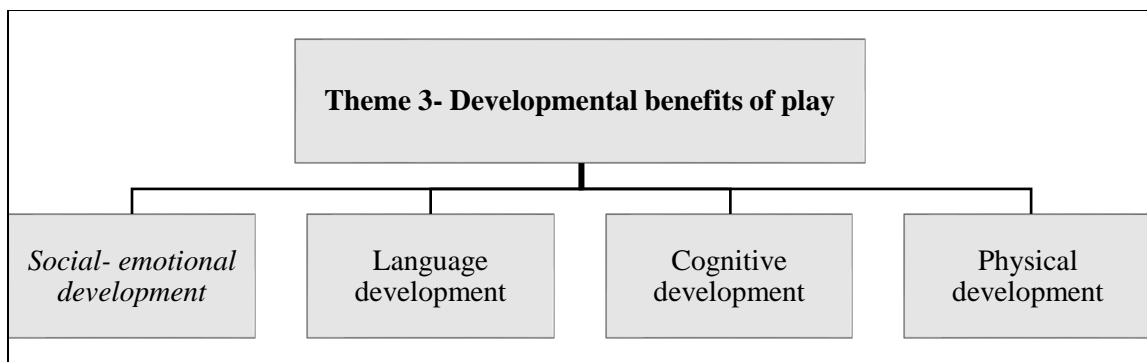 Theme 3- Developmental benefits of play
Social- emotional
development
Language
development
Cognitive
development
Physical
development